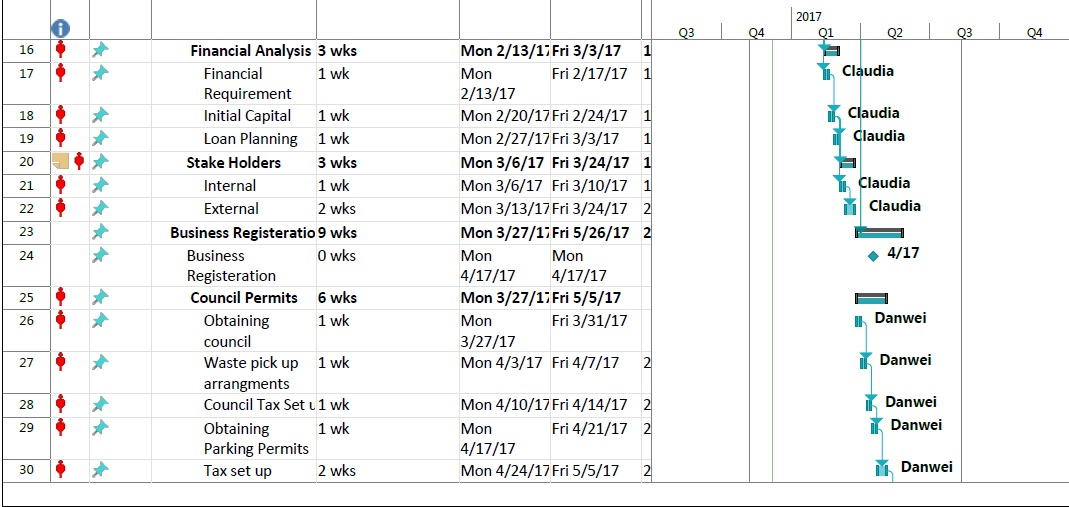 2017
Q3 Q4 Q1 Q2 Q3 Q4
16 Financial Analysis 3 wks Mon 2/13/17 Fri 3/3/17 1
17 Financial 1 wk Mon Fri 2/17/17 1 Claudia
Requirement 2/13/17
18 Initial Capital 1 wk Mon 2/20/17 Fri 2/24/17 1 Claudia
19 Loan Planning 1 wk Mon 2/27/17 Fri 3/3/17 1 Claudia
20 Stake Holders 3 wks Mon 3/6/17 Fri 3/24/17 1
21 Internal 1 wk Mon 3/6/17 Fri 3/10/17 1 Claudia
22 External 2 wks Mon 3/13/17 Fri 3/24/17 2 Claudia
23 Business Registeratio 9 wks Mon 3/27/17 Fri 5/26/17 2
24 Business 0 wks Mon Mon 4/17
Registeration 4/17/17 4/17/17
25 Council Permits 6 wks Mon 3/27/17 Fri 5/5/17
26 Obtaining 1 wk Mon Fri 3/31/17 Danwei
council 3/27/17
27 Waste pick up 1 wk Mon 4/3/17 Fri 4/7/17 2 Danwei
arrangments
28 Council Tax Set u 1 wk Mon 4/10/17 Fri 4/14/17 2 Danwei
29 Obtaining 1 wk Mon Fri 4/21/17 2 Danwei
Parking Permits 4/17/17
30 Tax set up 2 wks Mon 4/24/17 Fri 5/5/17 2 Danwei